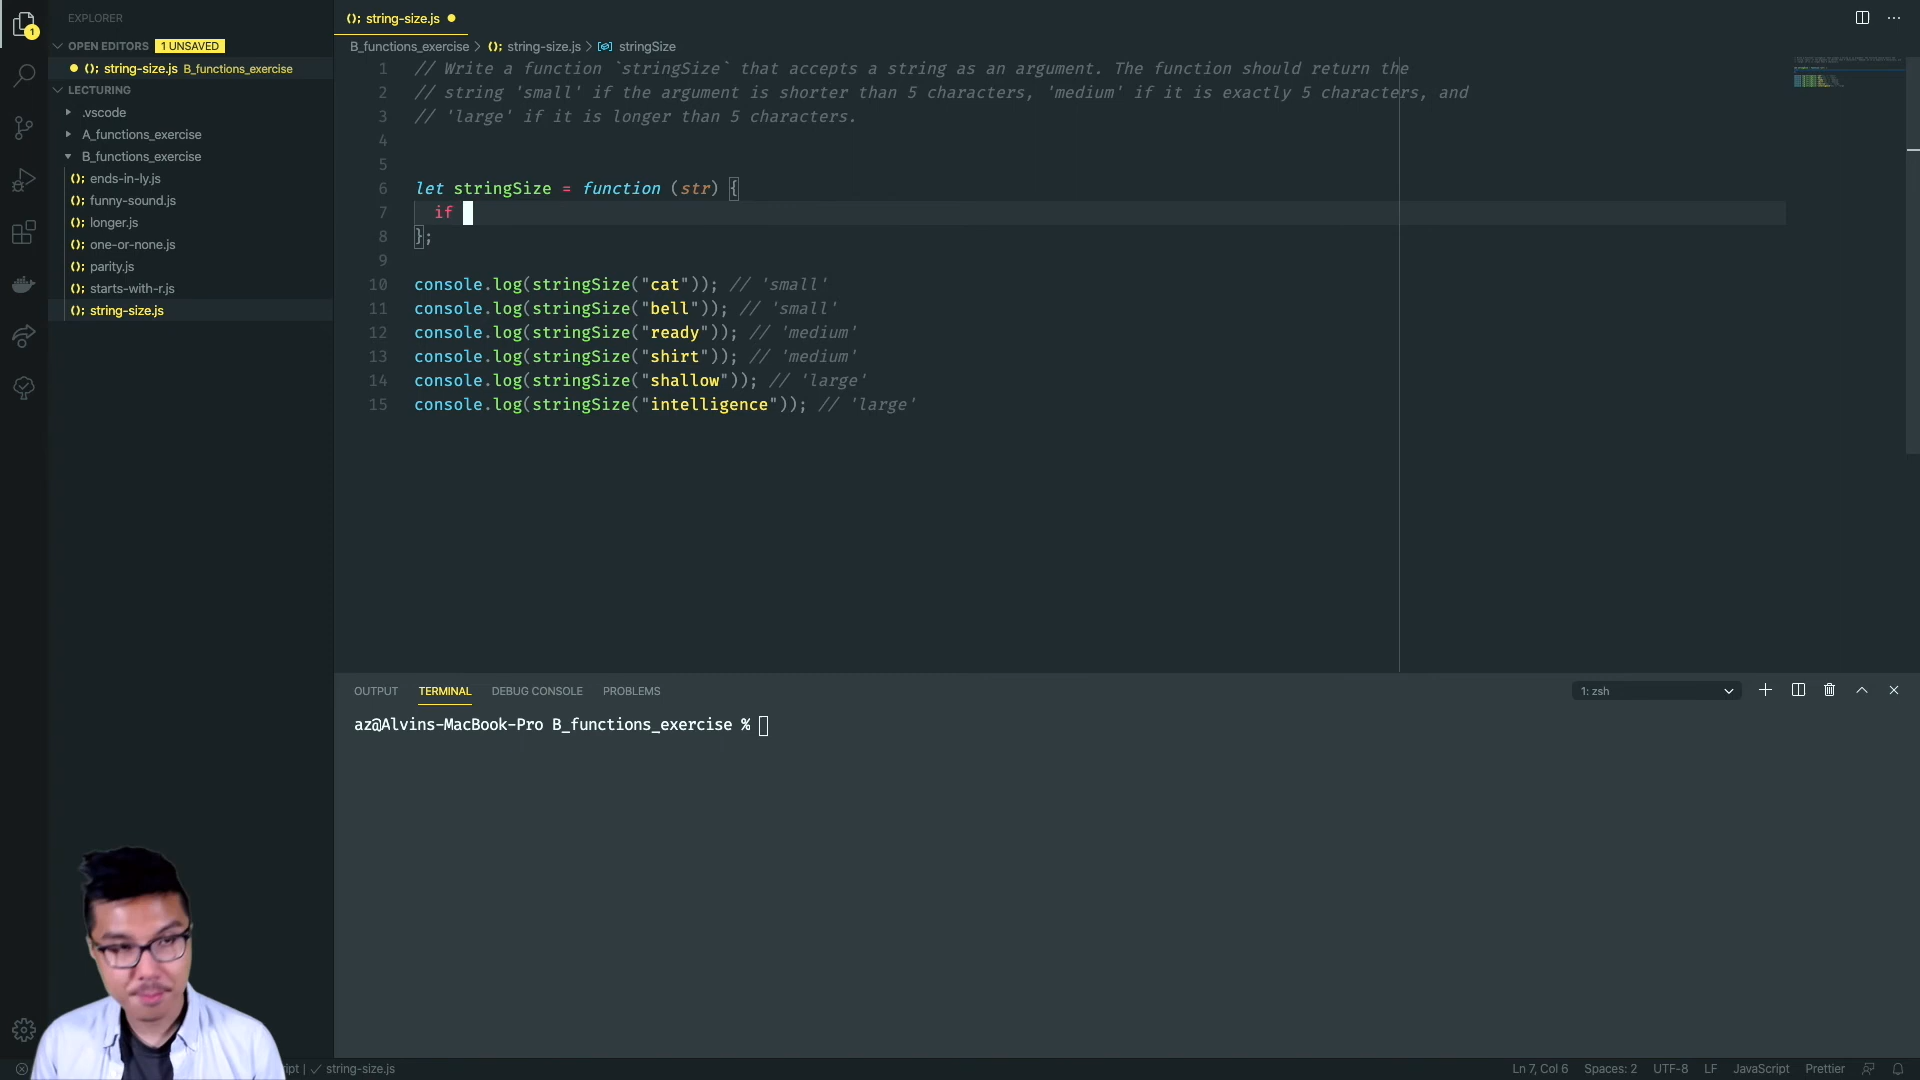 EXPLORER
OPEN EDITORS 1 UNSAVED
string-size.js B_functions_exercise
LECTURING
.vscode
A_functions_exercise
B_functions_exercise
ends-in-ly.js
funny-sound.js
longer.js
one-or-none.js
parity.js
starts-with-r.js
string-size.js
1
string-size.js
B_functions_exercise > string-size.js > stringSize
1 // Write a function `stringSize` that accepts a string as an argument. The function should return the
2 // string 'small' if the argument is shorter than 5 characters, 'medium' if it is exactly 5 characters, and
3 // 'large' if it is longer than 5 characters.
4
5
6 let stringSize = function (str) {
7 if
8 };
9
10 console.log(stringSize("cat")); // 'small'
11 console.log(stringSize("bell")); // 'small'
12 console.log(stringSize("ready")); // 'medium'
13 console.log(stringSize("shirt")); // 'medium'
14 console.log(stringSize("shallow")); // 'large'
15 console.log(stringSize("intelligence")); // 'large'
OUTPUT TERMINAL DEBUG CONSOLE PROBLEMS 1: zsh
az@Alvins-MacBook-Pro B_functions_exercise %
ipt | ✓ string-size.js Ln 7, Col 6 Spaces: 2 UTF-8 LF JavaScript Prettier